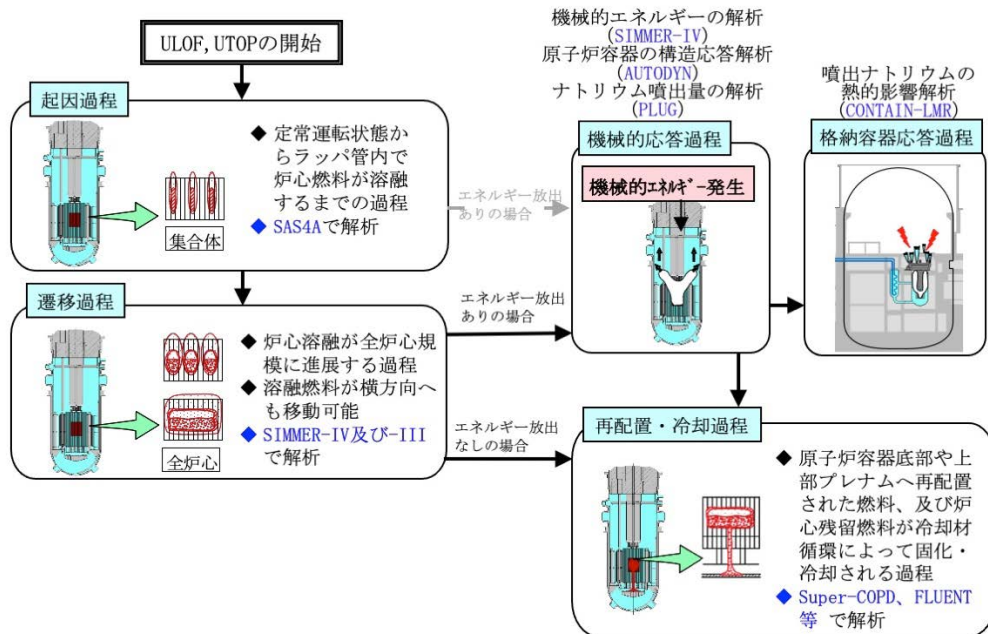 ULOF,UTOPの開始
起因過程
◆ 定常運転状態か
らラッパ管内で
炉心燃料が溶融
するまでの過程
◆ SAS4Aで解析
集合体
エネルギー放出
ありの場合
機械的エネルギーの解析
(SIMMER-IV)
原子炉容器の構造応答解析
(AUTODYN)
ナトリウム噴出量の解析
(PLUG)
機械的応答過程
機械的エネルギー発生
噴出ナトリウムの
熱的影響解析
(CONTAIN-LMR)
格納容器応答過程
遷移過程
◆ 炉心溶融が全炉心規
模に進展する過程
◆ 溶融燃料が横方向へ
も移動可能
◆ SIMMER-IV及び-III
で解析
全炉心
エネルギー放出
ありの場合
エネルギー放出
なしの場合
再配置・冷却過程
◆ 原子炉容器底部や上
部プレナムへ再配置
された燃料、及び炉
心残留燃料が冷却材
循環によって固化・
冷却される過程
◆ Super-COPD、FLUENT
等 で解析